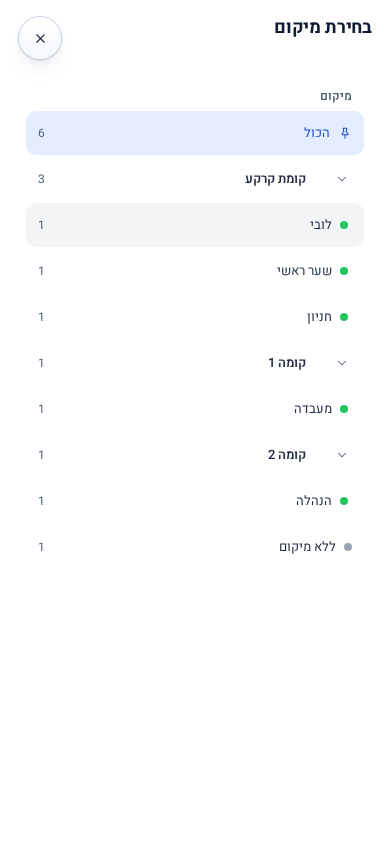 בחירת מיקום
מיקום
הכול 6
קומת קרקע 3
לובי 1
שער ראשי 1
חניון 1
קומה 1 1
מעבדה 1
קומה 2 1
הנהלה 1
ללא מיקום 1